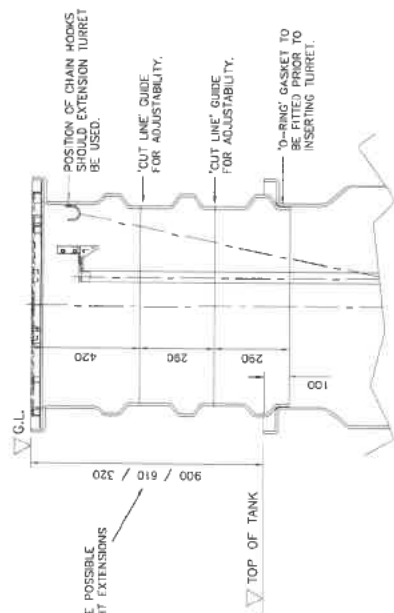 POSITION OF CHAIN HOOKS
SHOULD EXTENSION TURRET
BE USED.
'CUT LINE' GUIDE
FOR ADJUSTABILITY.
'CUT LINE' GUIDE
FOR ADJUSTABILITY.
'O-RING' GASKET TO
BE FITTED PRIOR TO
INSERTING TURRET.
420
290
290
100
G.L.
900 / 610 / 320
E POSSIBLE
T EXTENSIONS
TOP OF TANK